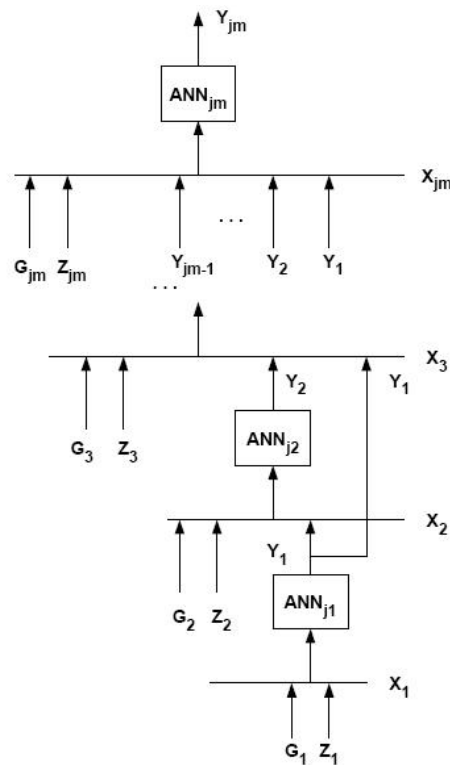 Y_jm
ANN_jm
X_jm
G_jm Z_jm Y_jm-1 ... Y_2 Y_1
...
X_3
Y_2 Y_1
G_3 Z_3 ANN_j2
X_2
Y_1
G_2 Z_2 ANN_j1
X_1
G_1 Z_1